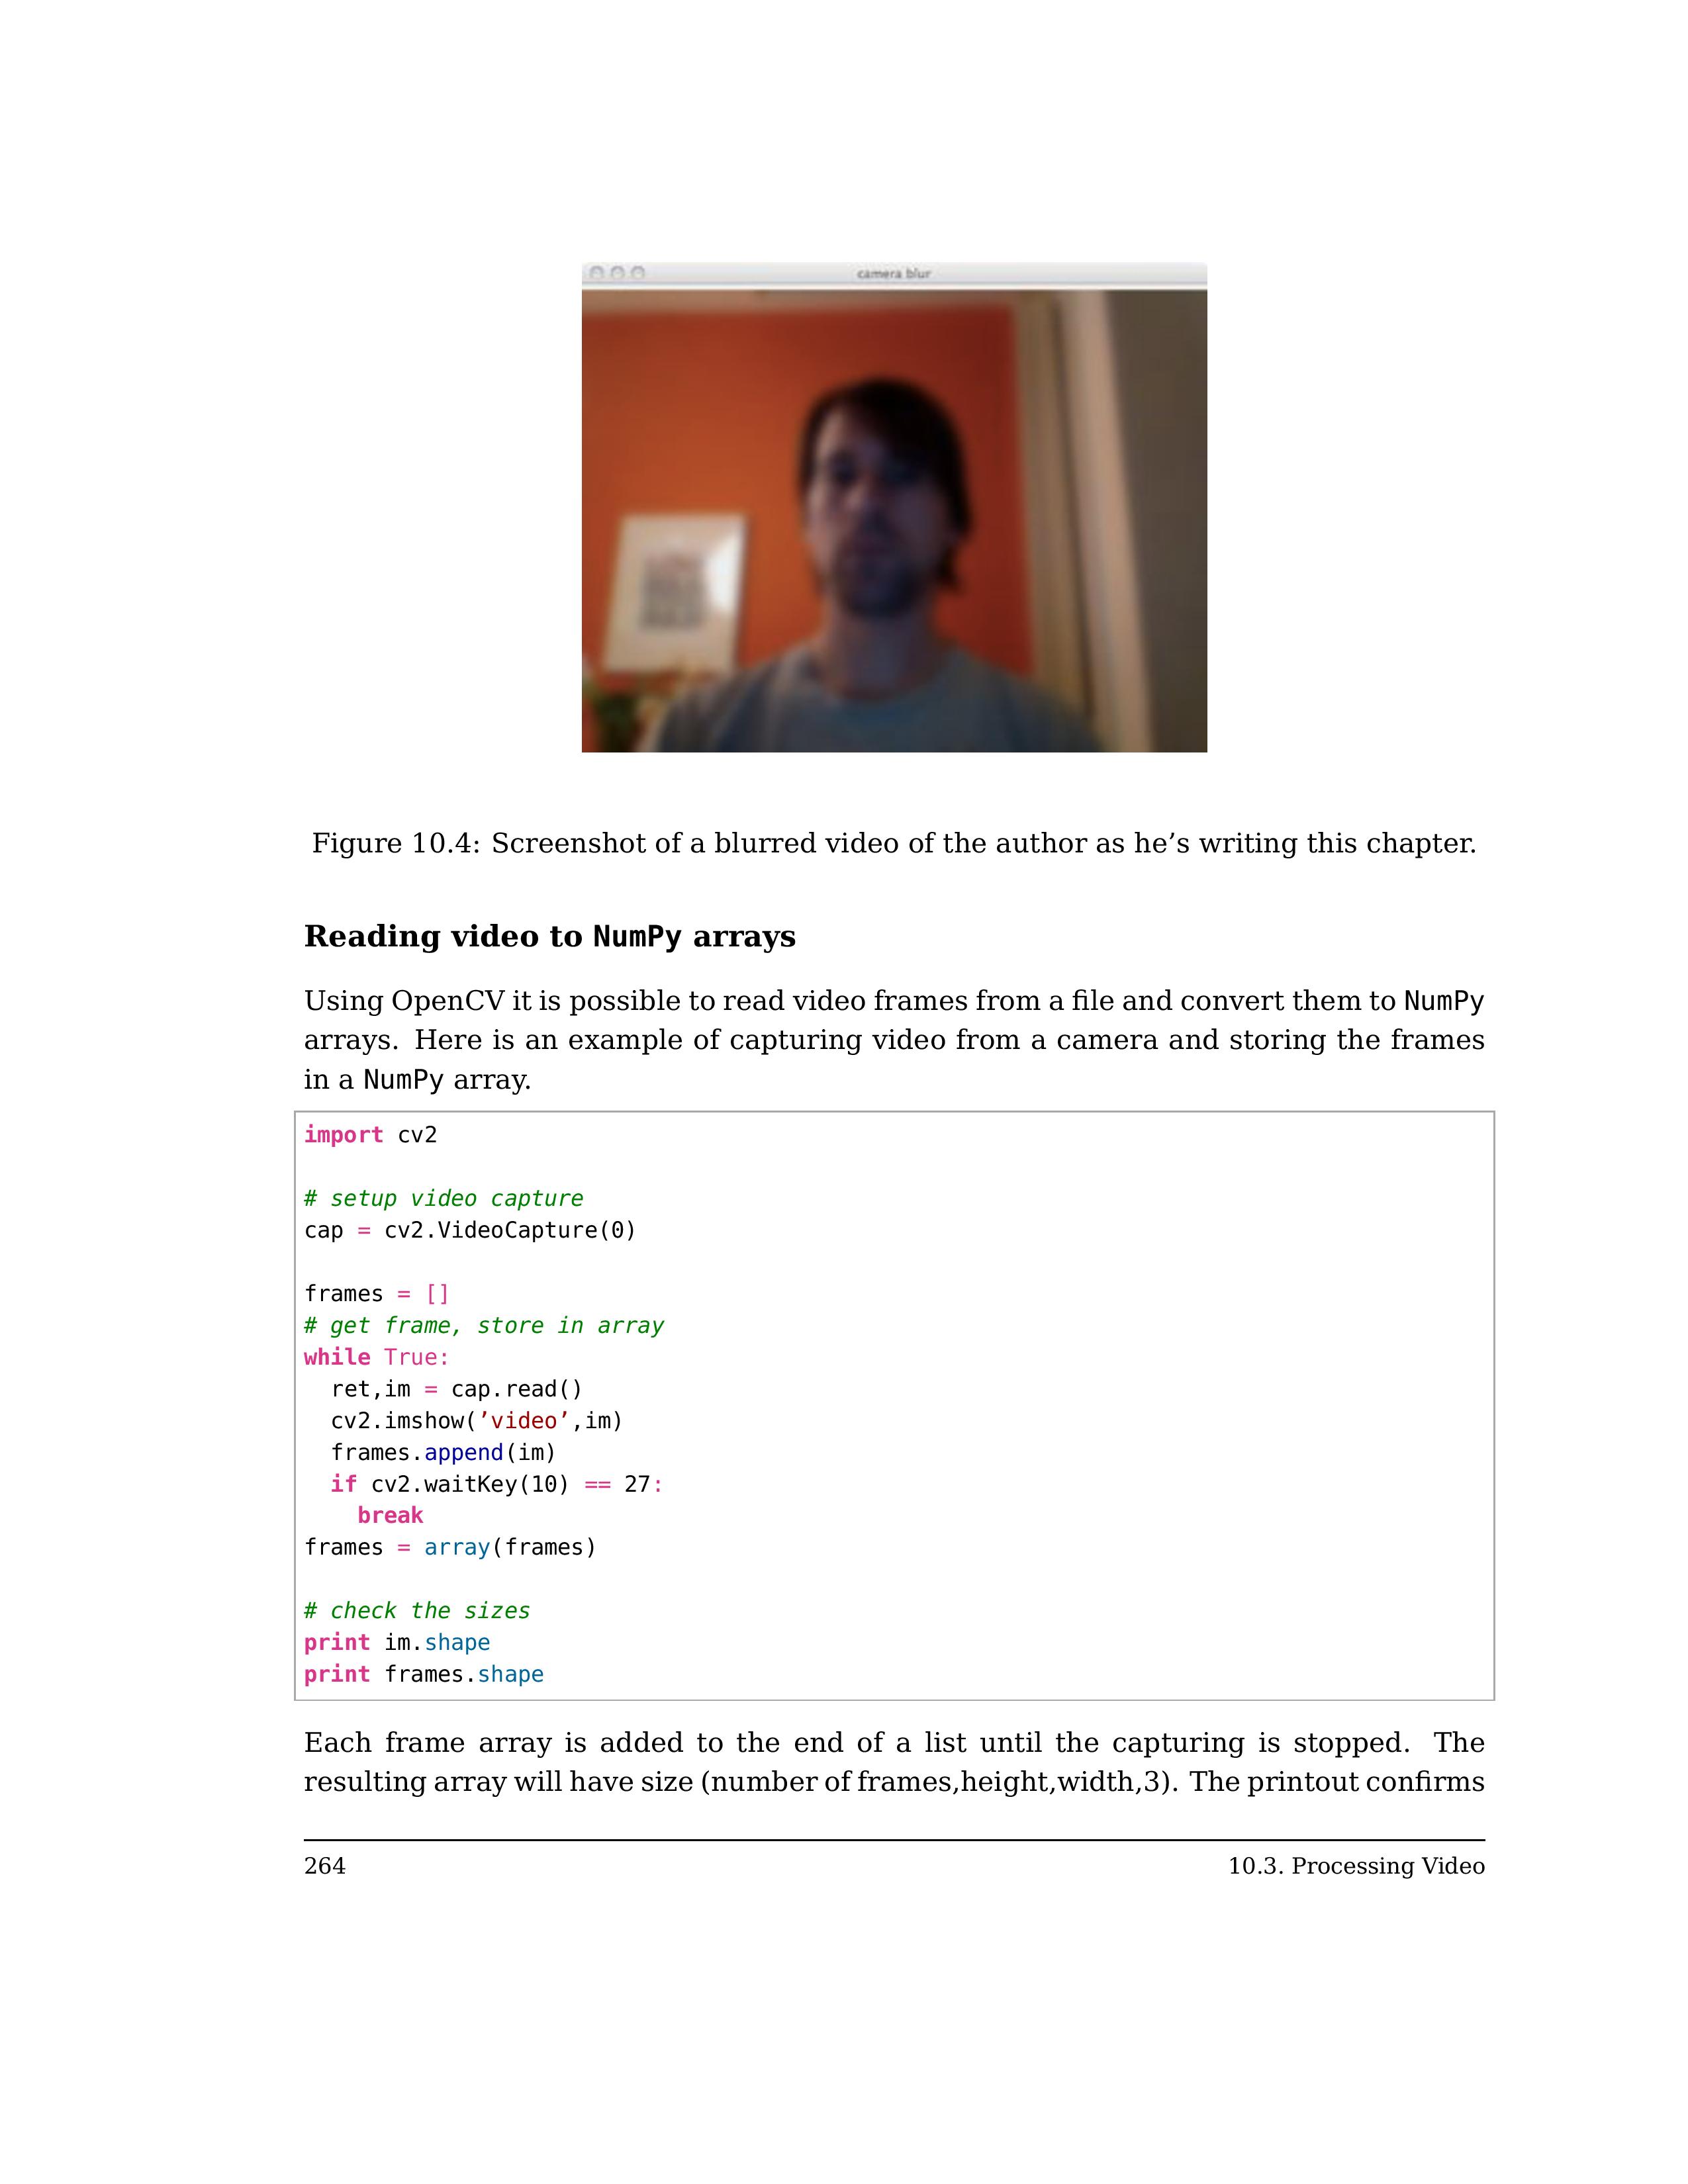 camera blur
Figure 10.4: Screenshot of a blurred video of the author as he’s writing this chapter.
Reading video to NumPy arrays
Using OpenCV it is possible to read video frames from a file and convert them to NumPy
arrays. Here is an example of capturing video from a camera and storing the frames
in a NumPy array.
import cv2
# setup video capture
cap = cv2.VideoCapture(0)
frames = []
# get frame, store in array
while True:
  ret,im = cap.read()
  cv2.imshow(’video’,im)
  frames.append(im)
  if cv2.waitKey(10) == 27:
    break
frames = array(frames)
# check the sizes
print im.shape
print frames.shape
Each frame array is added to the end of a list until the capturing is stopped. The
resulting array will have size (number of frames,height,width,3). The printout confirms
264 10.3. Processing Video